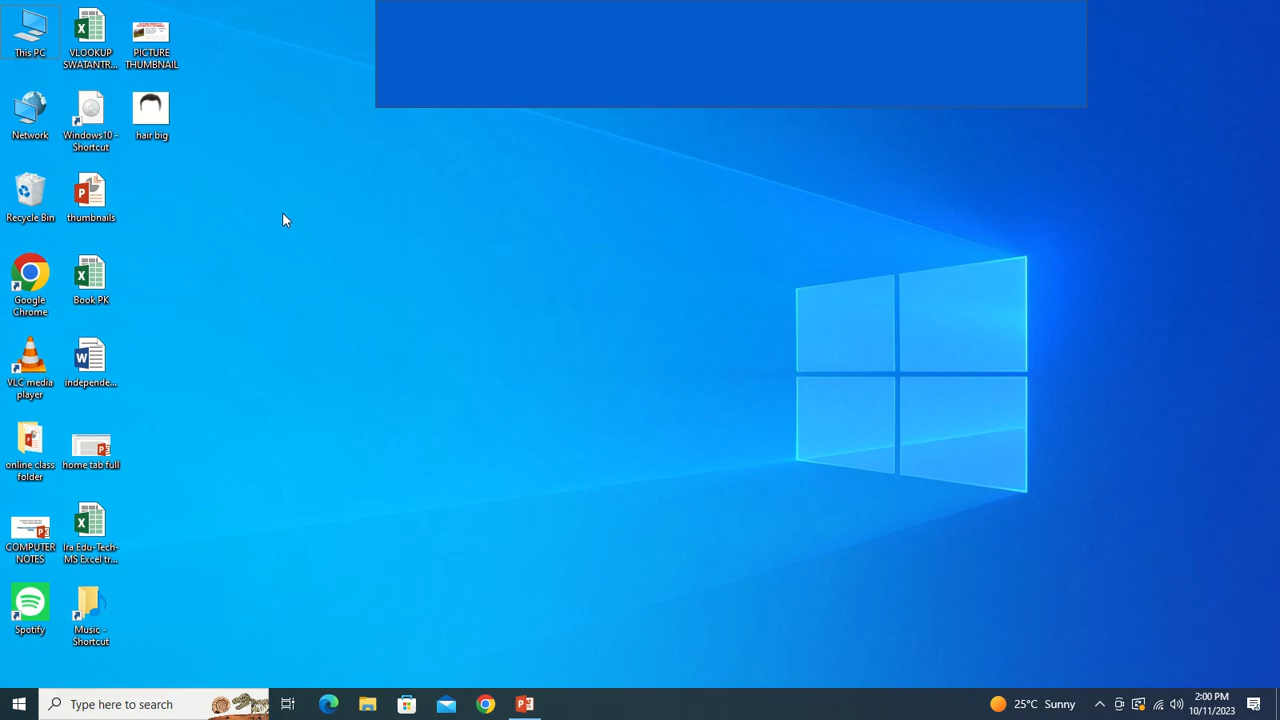 This PC
VLOOKUP
SWATANTR...
PICTURE
THUMBNAIL
Network
Windows10 -
Shortcut
hair big
Recycle Bin
thumbnails
Google
Chrome
Book PK
VLC media
player
independe...
online class
folder
home tab full
COMPUTER
NOTES
Ira Edu-Tech-
MS Excel tr...
Spotify
Music -
Shortcut
Type here to search
25°C Sunny
2:00 PM
10/11/2023